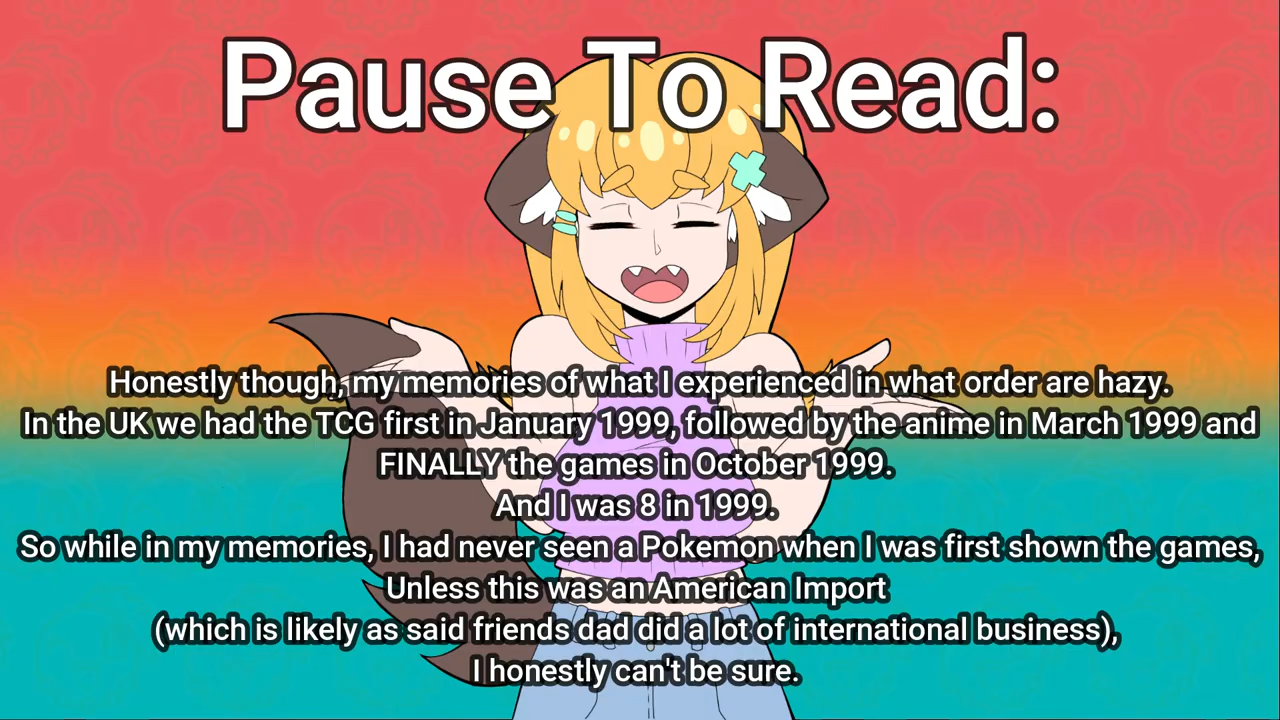 Pause To Read:
Honestly though, my memories of what I experienced in what order are hazy.
In the UK we had the TCG first in January 1999, followed by the anime in March 1999 and
FINALLY the games in October 1999.
And I was 8 in 1999.
So while in my memories, I had never seen a Pokemon when I was first shown the games,
Unless this was an American Import
(which is likely as said friends dad did a lot of international business),
I honestly can't be sure.